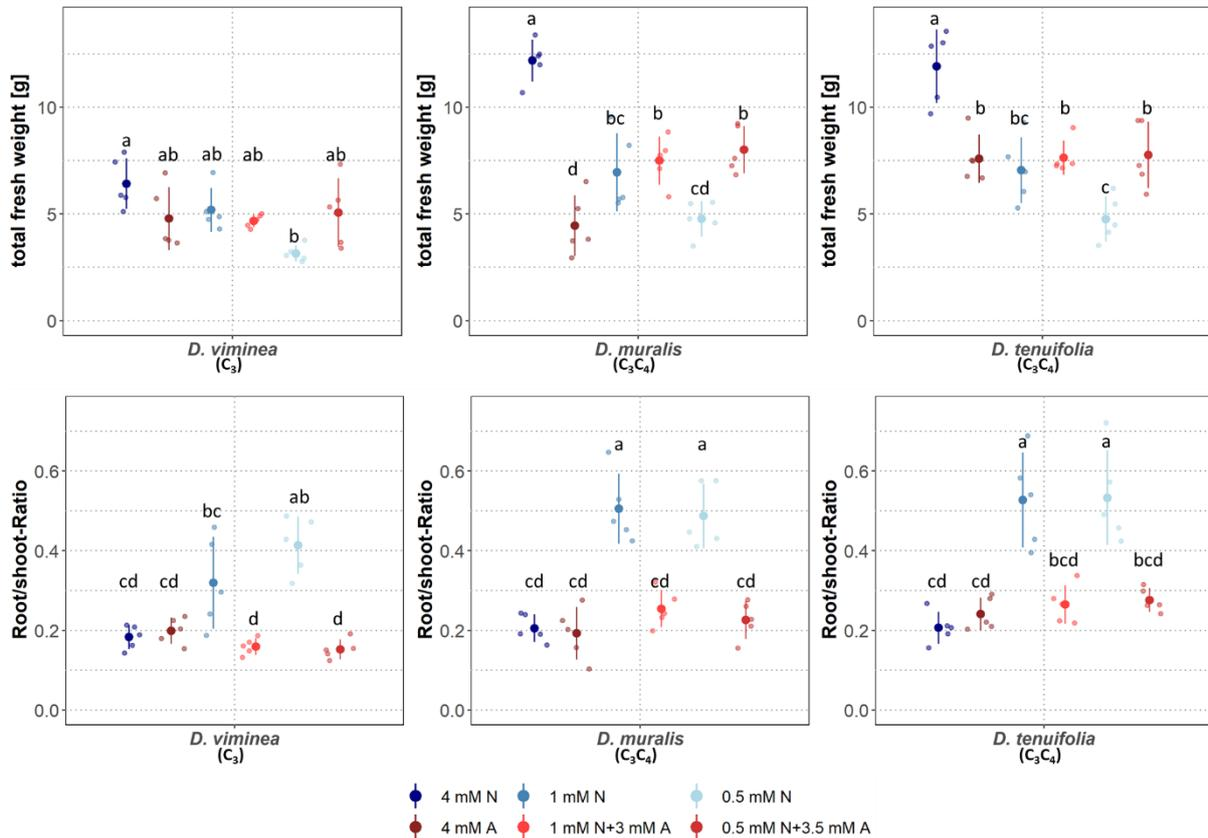 total fresh weight [g]
10
5
0
a
ab
ab
ab
b
ab
D. viminea
(C₃)
total fresh weight [g]
10
5
0
a
d
bc
b
cd
b
D. muralis
(C₃C₄)
total fresh weight [g]
10
5
0
a
b
bc
b
c
b
D. tenuifolia
(C₃C₄)
Root/shoot-Ratio
0.6
0.4
0.2
0.0
cd
cd
bc
d
ab
d
D. viminea
(C₃)
Root/shoot-Ratio
0.6
0.4
0.2
0.0
cd
cd
a
cd
a
cd
D. muralis
(C₃C₄)
Root/shoot-Ratio
0.6
0.4
0.2
0.0
cd
cd
a
bcd
a
bcd
D. tenuifolia
(C₃C₄)
4 mM N
1 mM N
0.5 mM N
4 mM A
1 mM N+3 mM A
0.5 mM N+3.5 mM A